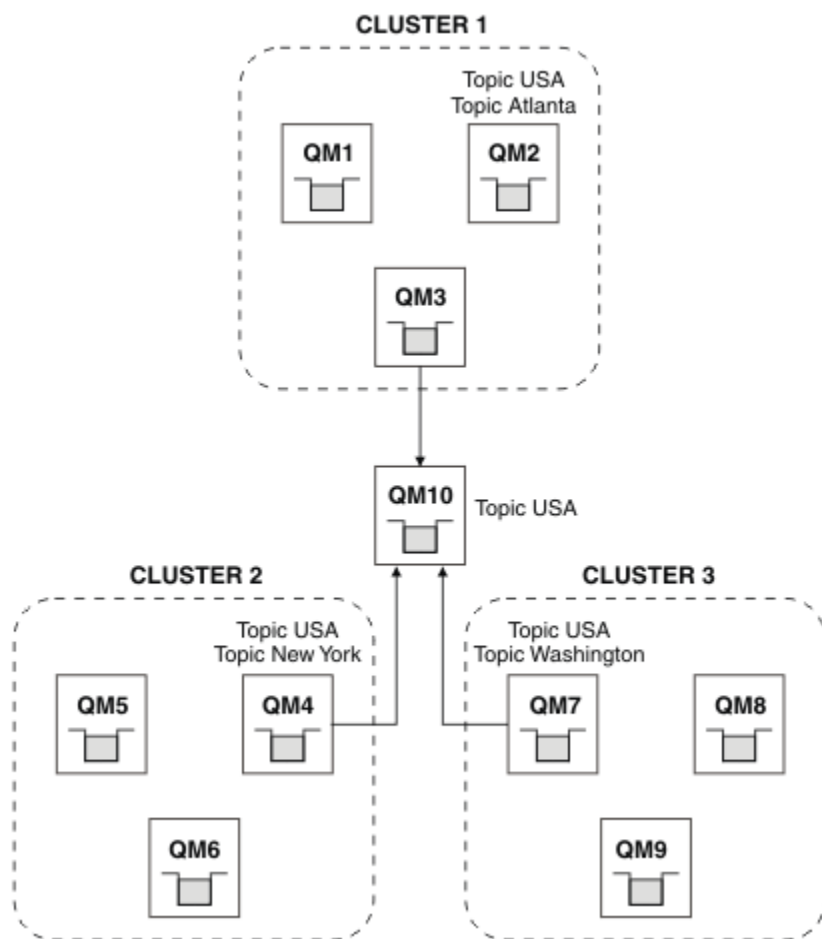 CLUSTER 1
Topic USA
Topic Atlanta
QM1
QM2
QM3
QM10
Topic USA
CLUSTER 2
CLUSTER 3
Topic USA
Topic New York
Topic USA
Topic Washington
QM5
QM4
QM7
QM8
QM6
QM9